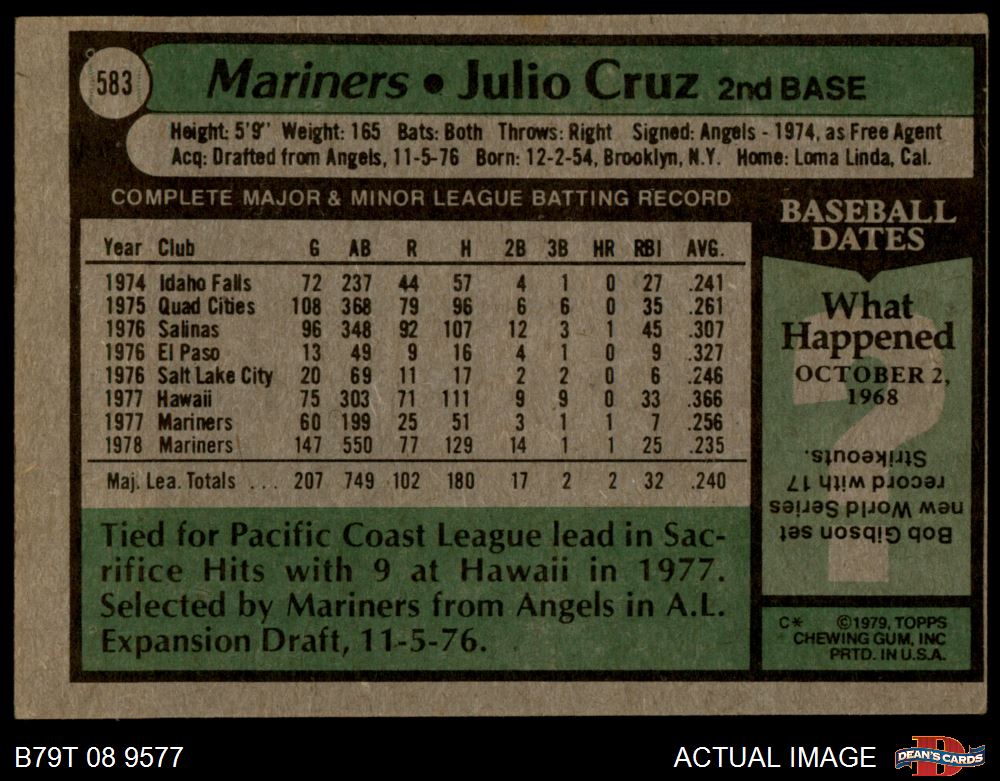 583
Mariners • Julio Cruz 2nd BASE
Height: 5'9" Weight: 165 Bats: Both Throws: Right Signed: Angels - 1974, as Free Agent
Acq: Drafted from Angels, 11-5-76 Born: 12-2-54, Brooklyn, N.Y. Home: Loma Linda, Cal.
COMPLETE MAJOR & MINOR LEAGUE BATTING RECORD
Year Club G AB R H 2B 3B HR RBI AVG.
1974 Idaho Falls 72 237 44 57 4 1 0 27 .241
1975 Quad Cities 108 368 79 96 6 6 0 35 .261
1976 Salinas 96 348 92 107 12 3 1 45 .307
1976 El Paso 13 49 9 16 4 1 0 9 .327
1976 Salt Lake City 20 69 11 17 2 2 0 6 .246
1977 Hawaii 75 303 71 111 9 9 0 33 .366
1977 Mariners 60 199 25 51 3 1 1 7 .256
1978 Mariners 147 550 77 129 14 1 1 25 .235
Maj. Lea. Totals ... 207 749 102 180 17 2 2 32 .240
Tied for Pacific Coast League lead in Sac-
rifice Hits with 9 at Hawaii in 1977.
Selected by Mariners from Angels in A.L.
Expansion Draft, 11-5-76.
BASEBALL
DATES
What
Happened
OCTOBER 2,
1968
?
Bob Gibson set
new World Series
record with 17
Strikeouts.
C* ©1979, TOPPS
CHEWING GUM, INC
PRTD. IN U.S.A.
B79T 08 9577
ACTUAL IMAGE
D
DEAN'S CARDS